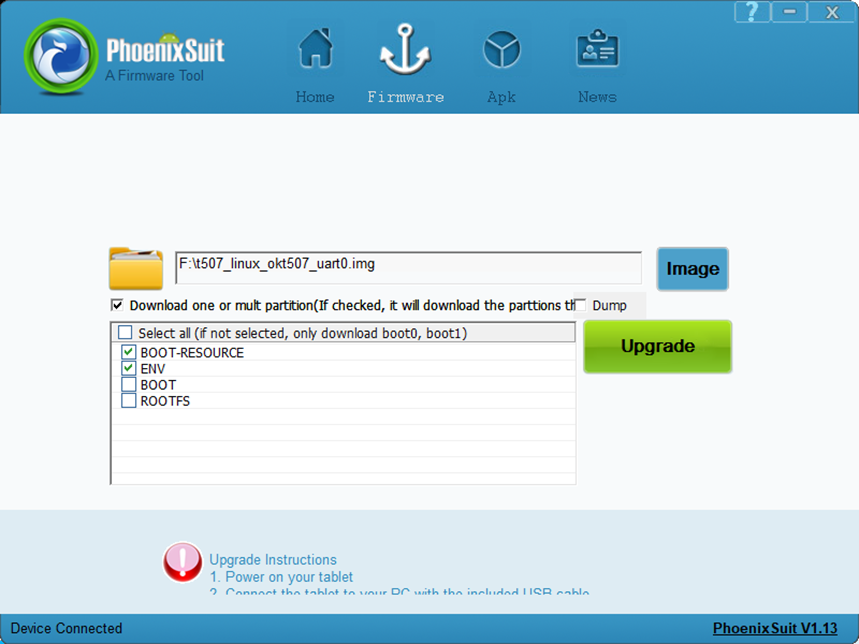 ?
X
PhoenixSuit
A Firmware Tool
Home Firmware Apk News
F:\t507_linux_okt507_uart0.img
Image
Download one or mult partition(If checked, it will download the parttions th
Dump
Select all (if not selected, only download boot0, boot1)
Upgrade
BOOT-RESOURCE
ENV
BOOT
ROOTFS
Upgrade Instructions
1. Power on your tablet
2. Connect the tablet to your PC with the included USB cable
Device Connected
PhoenixSuit V1.13